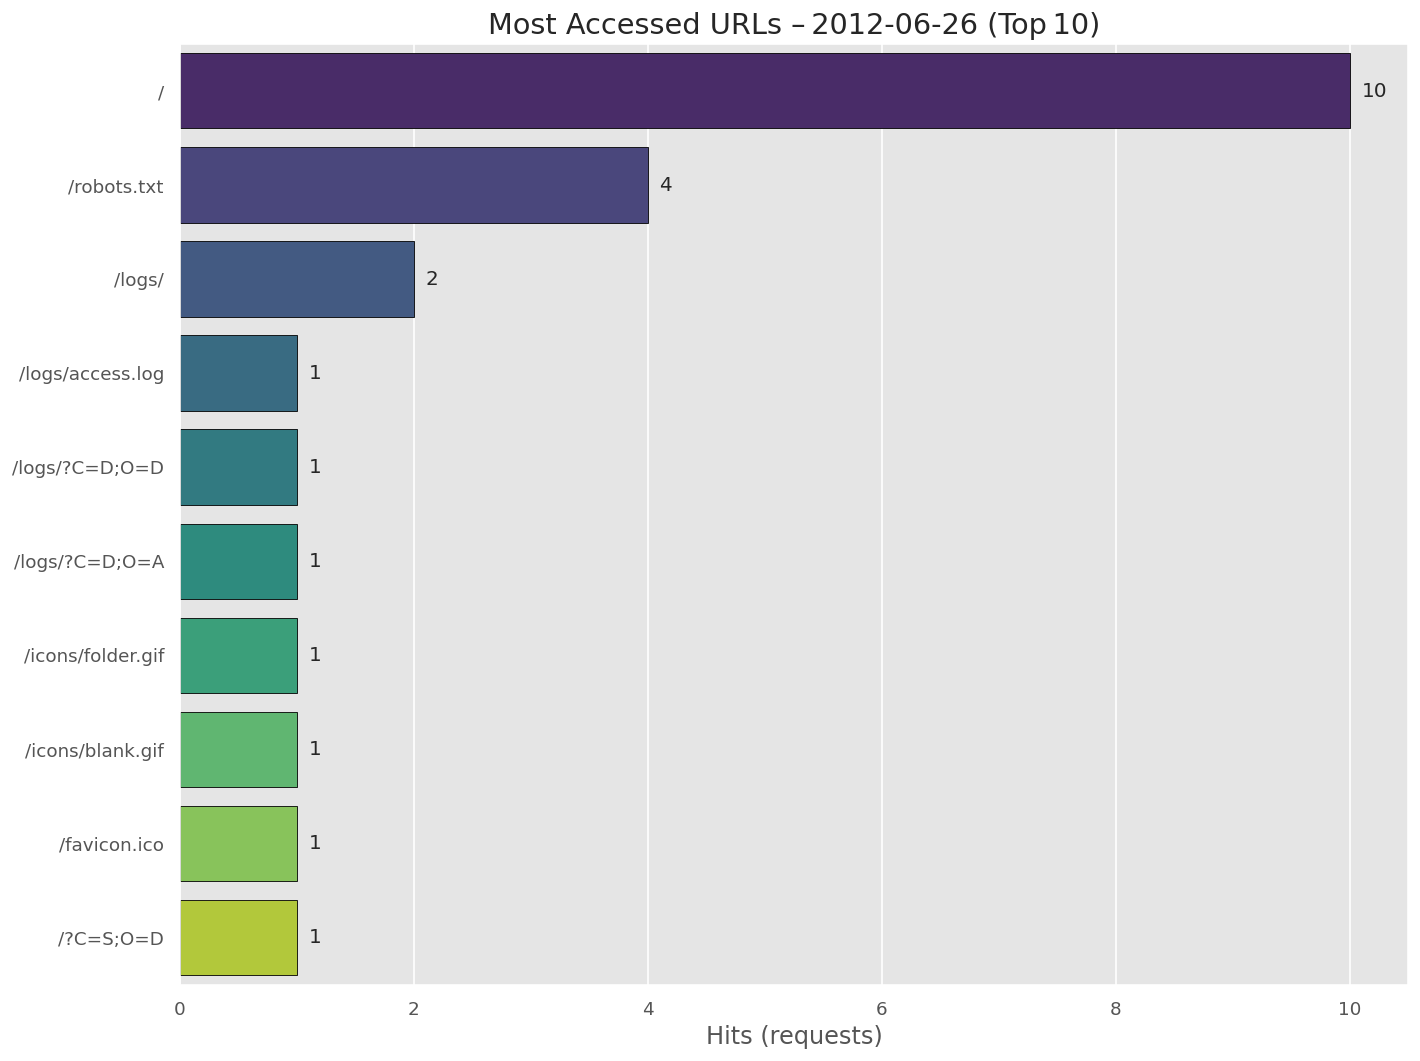 Most Accessed URLs – 2012-06-26 (Top 10)
/ 10
/robots.txt 4
/logs/ 2
/logs/access.log 1
/logs/?C=D;O=D 1
/logs/?C=D;O=A 1
/icons/folder.gif 1
/icons/blank.gif 1
/favicon.ico 1
/?C=S;O=D 1
0 2 4 6 8 10
Hits (requests)